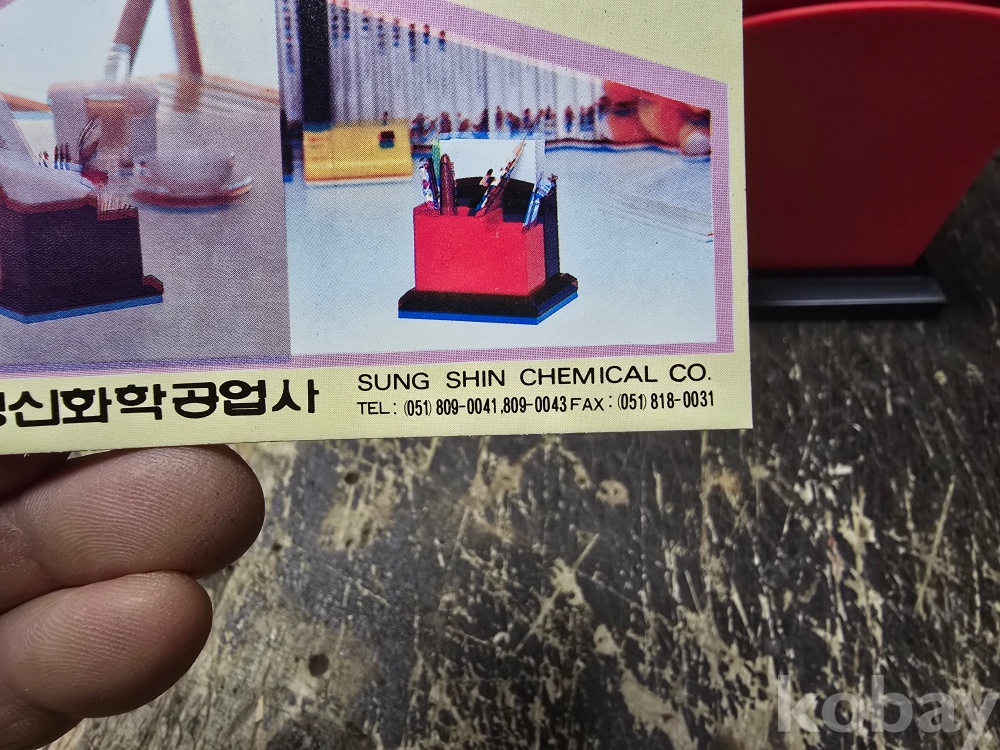 신화학공업사
SUNG SHIN CHEMICAL CO.
TEL: (051) 809-0041,809-0043 FAX : (051) 818-0031
kobay